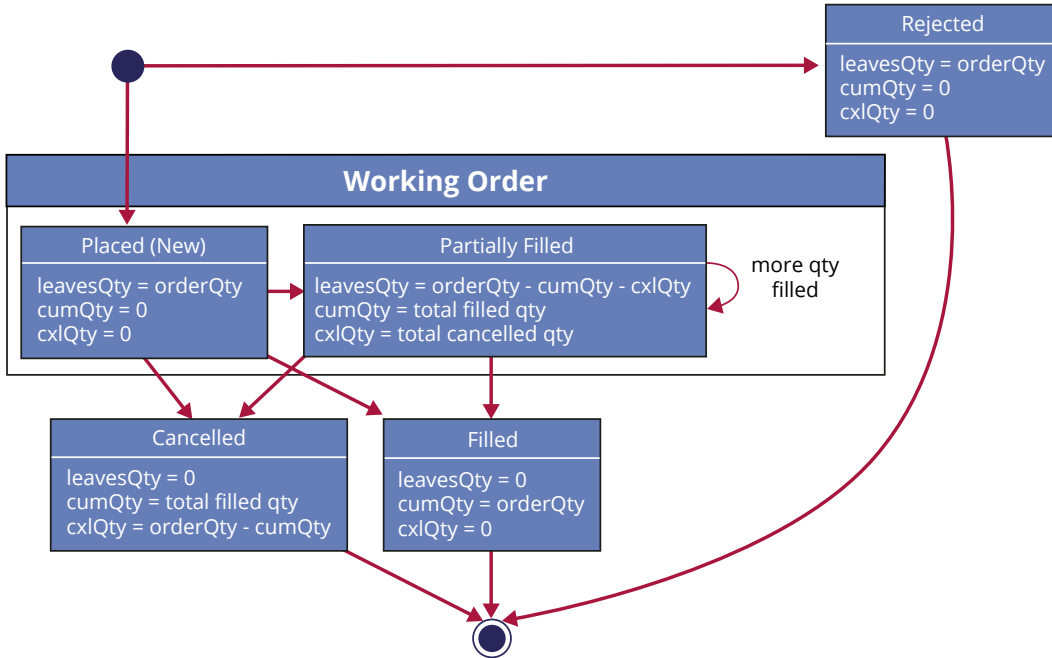 Rejected
leavesQty = orderQty
cumQty = 0
cxlQty = 0
Working Order
Placed (New)
leavesQty = orderQty
cumQty = 0
cxlQty = 0
Partially Filled
leavesQty = orderQty - cumQty - cxlQty
cumQty = total filled qty
cxlQty = total cancelled qty
more qty
filled
Cancelled
leavesQty = 0
cumQty = total filled qty
cxlQty = orderQty - cumQty
Filled
leavesQty = 0
cumQty = orderQty
cxlQty = 0